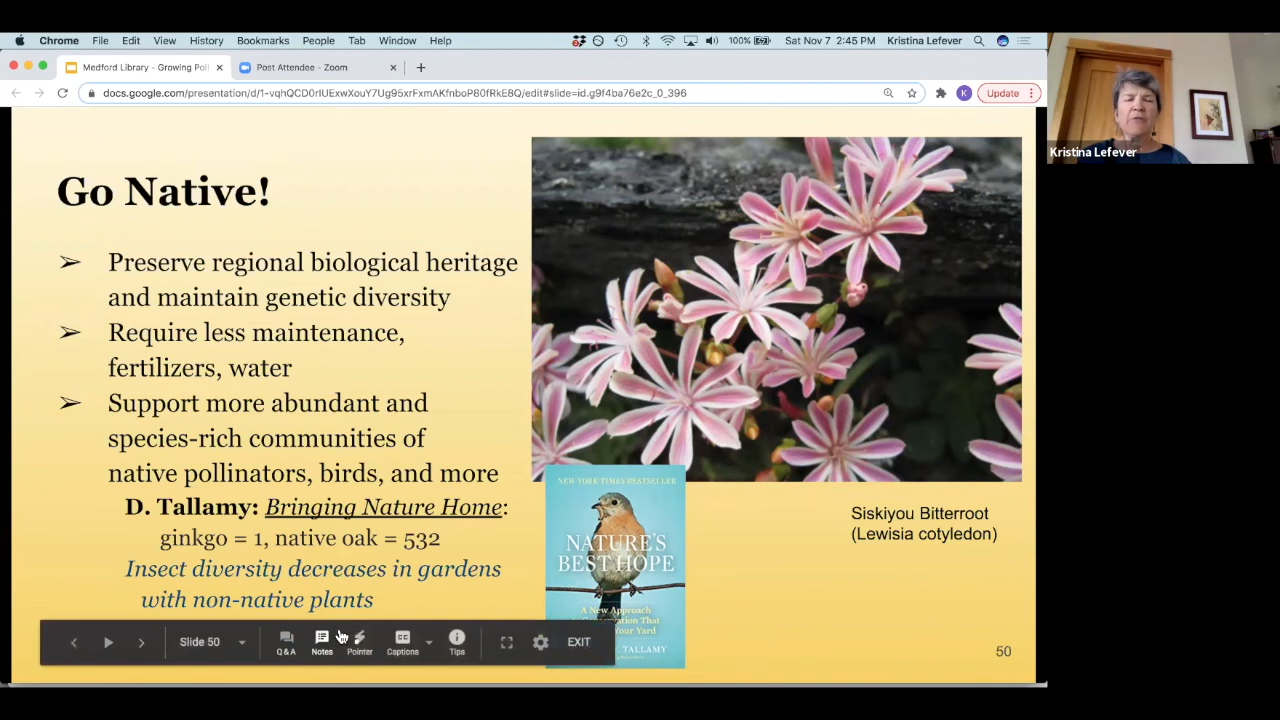 Chrome File Edit View History Bookmarks People Tab Window Help 100% Sat Nov 7 2:45 PM Kristina Lefever
Medford Library - Growing Poll Post Attendee - Zoom
docs.google.com/presentation/d/1-vqhQCD0rIUExwXouY7Ug95xrFxmAKfnboP80fRkE8Q/edit#slide=id.g9f4ba76e2c_0_396 K Update
Kristina Lefever
Go Native!
➢ Preserve regional biological heritage
and maintain genetic diversity
➢ Require less maintenance,
fertilizers, water
➢ Support more abundant and
species-rich communities of
native pollinators, birds, and more
D. Tallamy: Bringing Nature Home:
ginkgo = 1, native oak = 532
Insect diversity decreases in gardens
with non-native plants
NEW YORK TIMES BESTSELLER
NATURE'S
BEST HOPE
A New Approach
That
Your Yard
TALLAMY
Siskiyou Bitterroot
(Lewisia cotyledon)
Slide 50 Q&A Notes Pointer Captions Tips EXIT
50